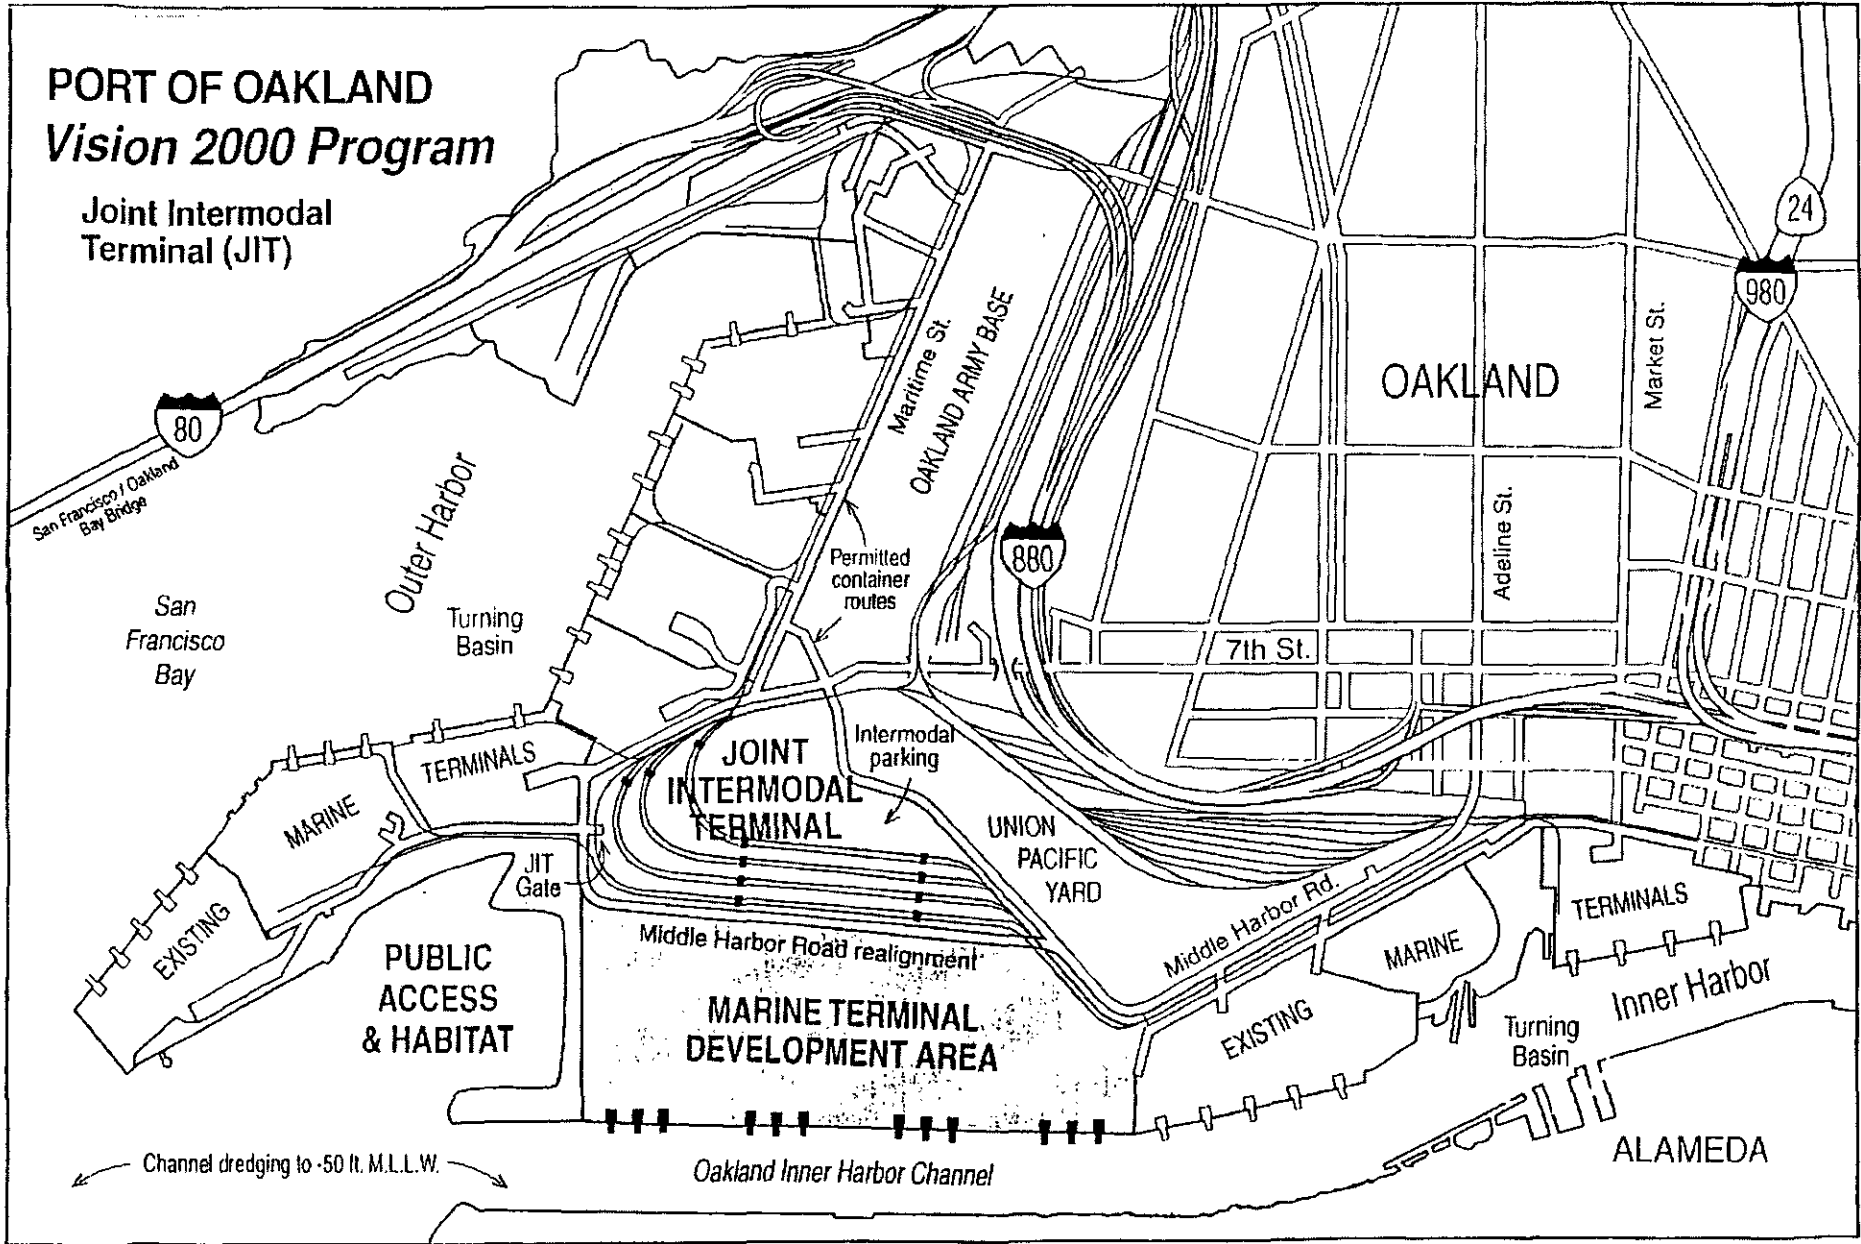 PORT OF OAKLAND
Vision 2000 Program
Joint Intermodal
Terminal (JIT)
24
980
80
880
San Francisco / Oakland
Bay Bridge
Outer Harbor
San
Francisco
Bay
Turning
Basin
Maritime St.
OAKLAND ARMY BASE
OAKLAND
Market St.
Adeline St.
Permitted
container
routes
7th St.
JOINT
INTERMODAL
TERMINAL
Intermodal
parking
UNION
PACIFIC
YARD
TERMINALS
MARINE
EXISTING
JIT
Gate
PUBLIC
ACCESS
& HABITAT
Middle Harbor Road realignment
MARINE TERMINAL
DEVELOPMENT AREA
Middle Harbor Rd.
TERMINALS
MARINE
EXISTING
Inner Harbor
Turning
Basin
ALAMEDA
Channel dredging to -50 ft. M.L.L.W.
Oakland Inner Harbor Channel